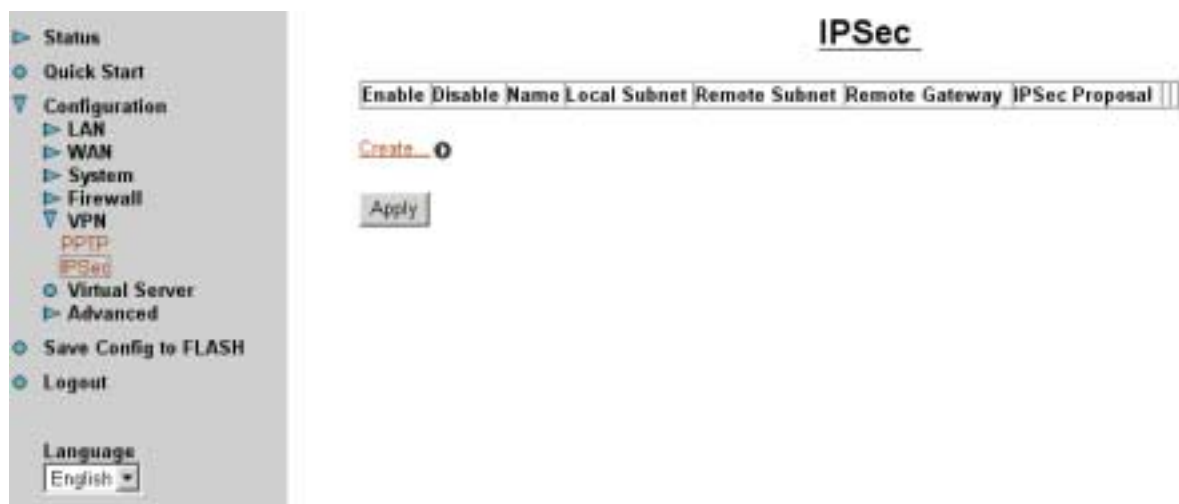 Status
Quick Start
Configuration
LAN
WAN
System
Firewall
VPN
PPTP
IPSec
Virtual Server
Advanced
Save Config to FLASH
Logout
Language
English
IPSec
Enable Disable Name Local Subnet Remote Subnet Remote Gateway IPSec Proposal
Create...
Apply